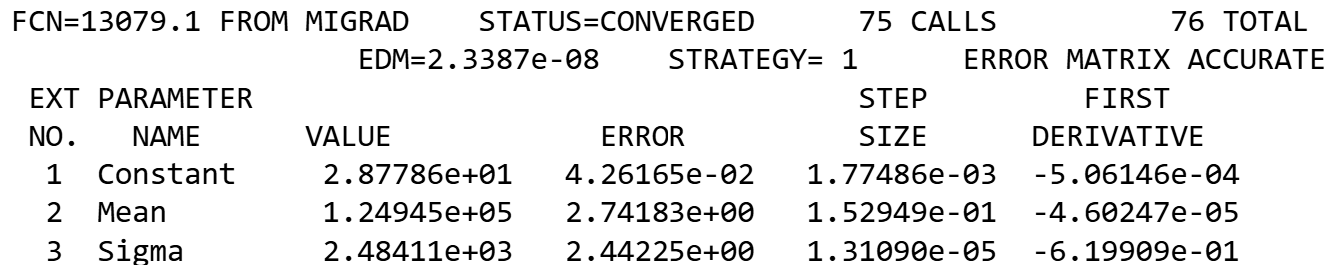 FCN=13079.1 FROM MIGRAD    STATUS=CONVERGED      75 CALLS          76 TOTAL
                    EDM=2.3387e-08    STRATEGY= 1      ERROR MATRIX ACCURATE
 EXT PARAMETER                                   STEP         FIRST
 NO.   NAME      VALUE            ERROR          SIZE      DERIVATIVE
  1  Constant     2.87786e+01   4.26165e-02   1.77486e-03  -5.06146e-04
  2  Mean         1.24945e+05   2.74183e+00   1.52949e-01  -4.60247e-05
  3  Sigma        2.48411e+03   2.44225e+00   1.31090e-05  -6.19909e-01